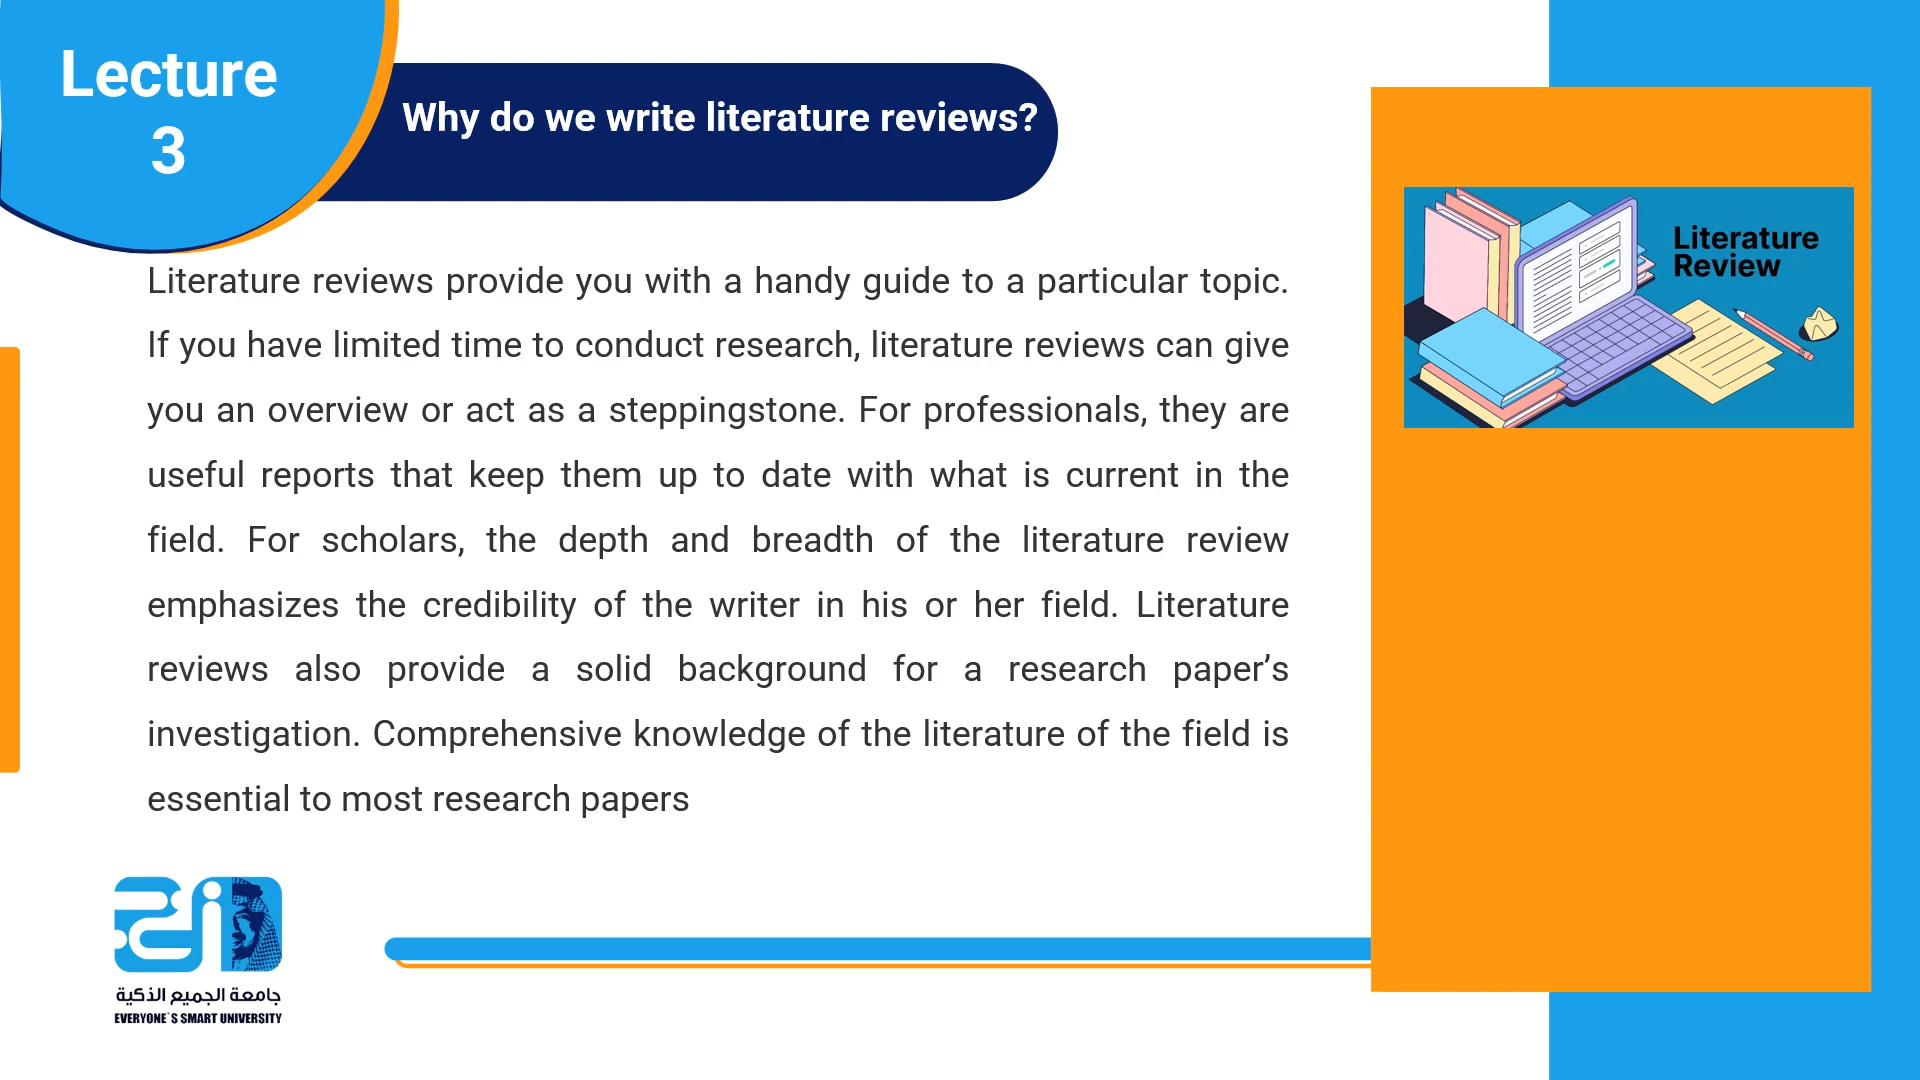 Lecture
3
Why do we write literature reviews?
Literature reviews provide you with a handy guide to a particular topic.
If you have limited time to conduct research, literature reviews can give
you an overview or act as a steppingstone. For professionals, they are
useful reports that keep them up to date with what is current in the
field. For scholars, the depth and breadth of the literature review
emphasizes the credibility of the writer in his or her field. Literature
reviews also provide a solid background for a research paper’s
investigation. Comprehensive knowledge of the literature of the field is
essential to most research papers
Literature
Review
جامعة الجميع الذكية
EVERYONE`S SMART UNIVERSITY